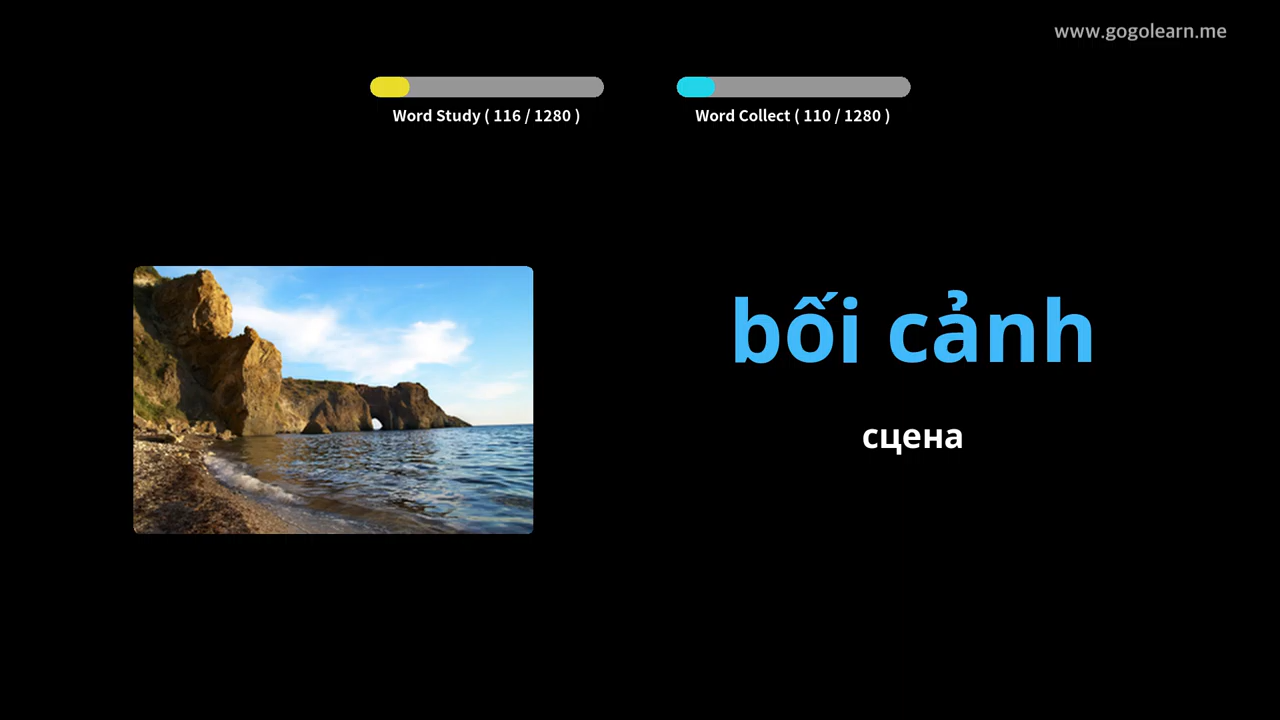 www.gogolearn.me
Word Study ( 116 / 1280 )
Word Collect ( 110 / 1280 )
bối cảnh
сцена